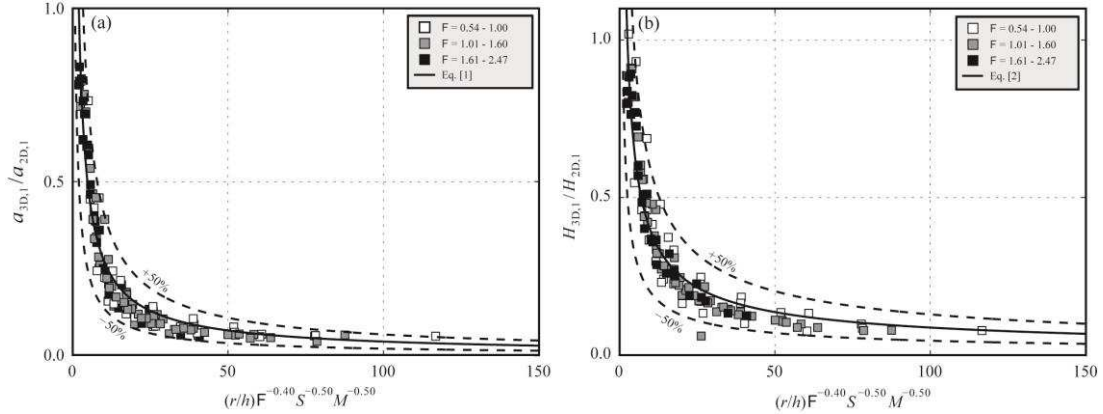 (a)
F = 0.54 - 1.00
F = 1.01 - 1.60
F = 1.61 - 2.47
Eq. [1]
1.0
0.5
0.0
a3D,1/a2D,1
+50%
−50%
0 50 100 150
(r/h)F−0.40 S−0.50 M−0.50
(b)
F = 0.54 - 1.00
F = 1.01 - 1.60
F = 1.61 - 2.47
Eq. [2]
1.0
0.5
0.0
H3D,1/H2D,1
+50%
−50%
0 50 100 150
(r/h)F−0.40 S−0.50 M−0.50